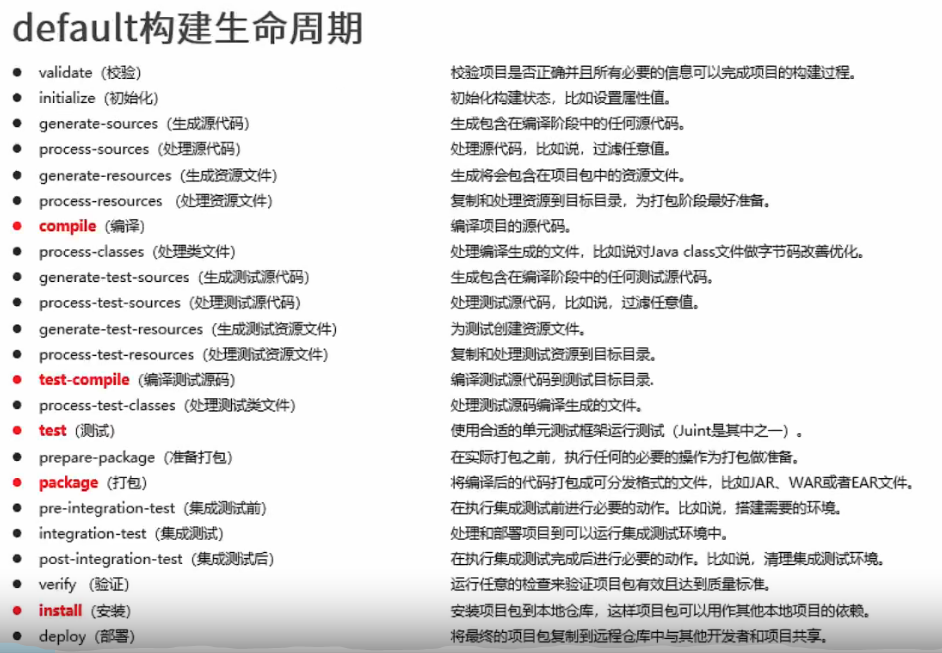 default构建生命周期
validate（校验） 校验项目是否正确并且所有必要的信息可以完成项目的构建过程。
initialize（初始化） 初始化构建状态，比如设置属性值。
generate-sources（生成源代码） 生成包含在编译阶段中的任何源代码。
process-sources（处理源代码） 处理源代码，比如说，过滤任意值。
generate-resources（生成资源文件） 生成将会包含在项目包中的资源文件。
process-resources （处理资源文件） 复制和处理资源到目标目录，为打包阶段最好准备。
compile（编译） 编译项目的源代码。
process-classes（处理类文件） 处理编译生成的文件，比如说对Java class文件做字节码改善优化。
generate-test-sources（生成测试源代码） 生成包含在编译阶段中的任何测试源代码。
process-test-sources（处理测试源代码） 处理测试源代码，比如说，过滤任意值。
generate-test-resources（生成测试资源文件） 为测试创建资源文件。
process-test-resources（处理测试资源文件） 复制和处理测试资源到目标目录。
test-compile（编译测试源码） 编译测试源代码到测试目标目录.
process-test-classes（处理测试类文件） 处理测试源码编译生成的文件。
test（测试） 使用合适的单元测试框架运行测试（Juint是其中之一）。
prepare-package（准备打包） 在实际打包之前，执行任何的必要的操作为打包做准备。
package（打包） 将编译后的代码打包成可分发格式的文件，比如JAR、WAR或者EAR文件。
pre-integration-test（集成测试前） 在执行集成测试前进行必要的动作。比如说，搭建需要的环境。
integration-test（集成测试） 处理和部署项目到可以运行集成测试环境中。
post-integration-test（集成测试后） 在执行集成测试完成后进行必要的动作。比如说，清理集成测试环境。
verify （验证） 运行任意的检查来验证项目包有效且达到质量标准。
install（安装） 安装项目包到本地仓库，这样项目包可以用作其他本地项目的依赖。
deploy（部署） 将最终的项目包复制到远程仓库中与其他开发者和项目共享。